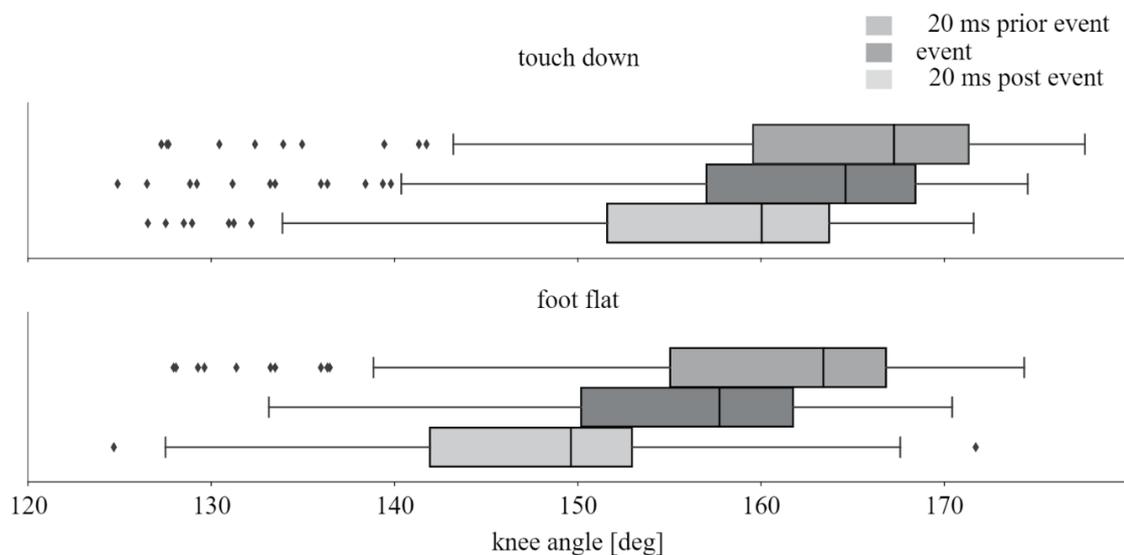 20 ms prior event
event
20 ms post event
touch down
foot flat
120 130 140 150 160 170
knee angle [deg]